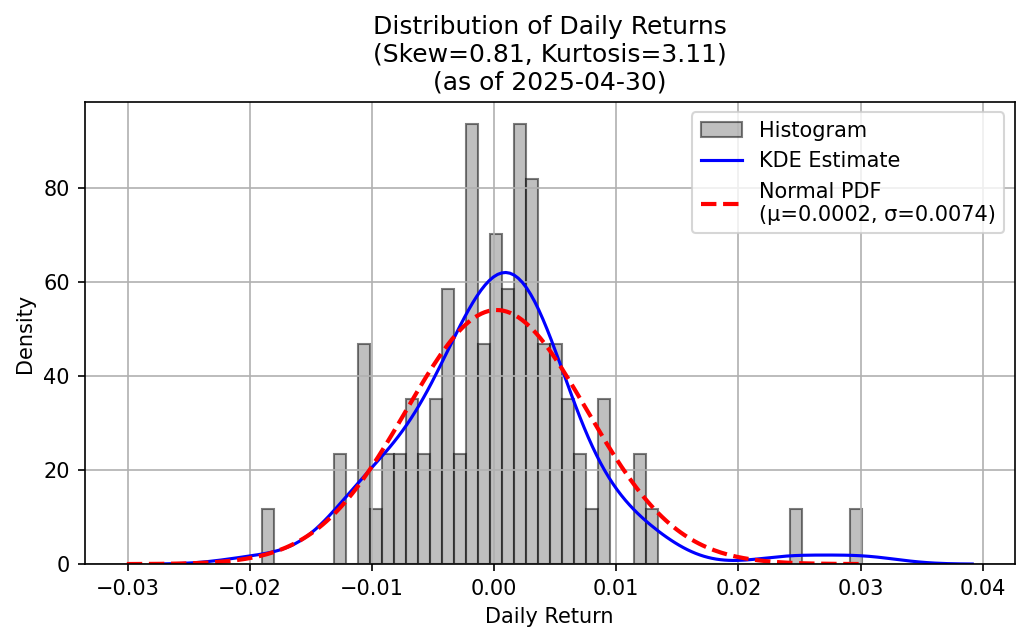 Distribution of Daily Returns
(Skew=0.81, Kurtosis=3.11)
(as of 2025-04-30)
Histogram
KDE Estimate
Normal PDF
(μ=0.0002, σ=0.0074)
Density
80
60
40
20
0
−0.03 −0.02 −0.01 0.00 0.01 0.02 0.03 0.04
Daily Return